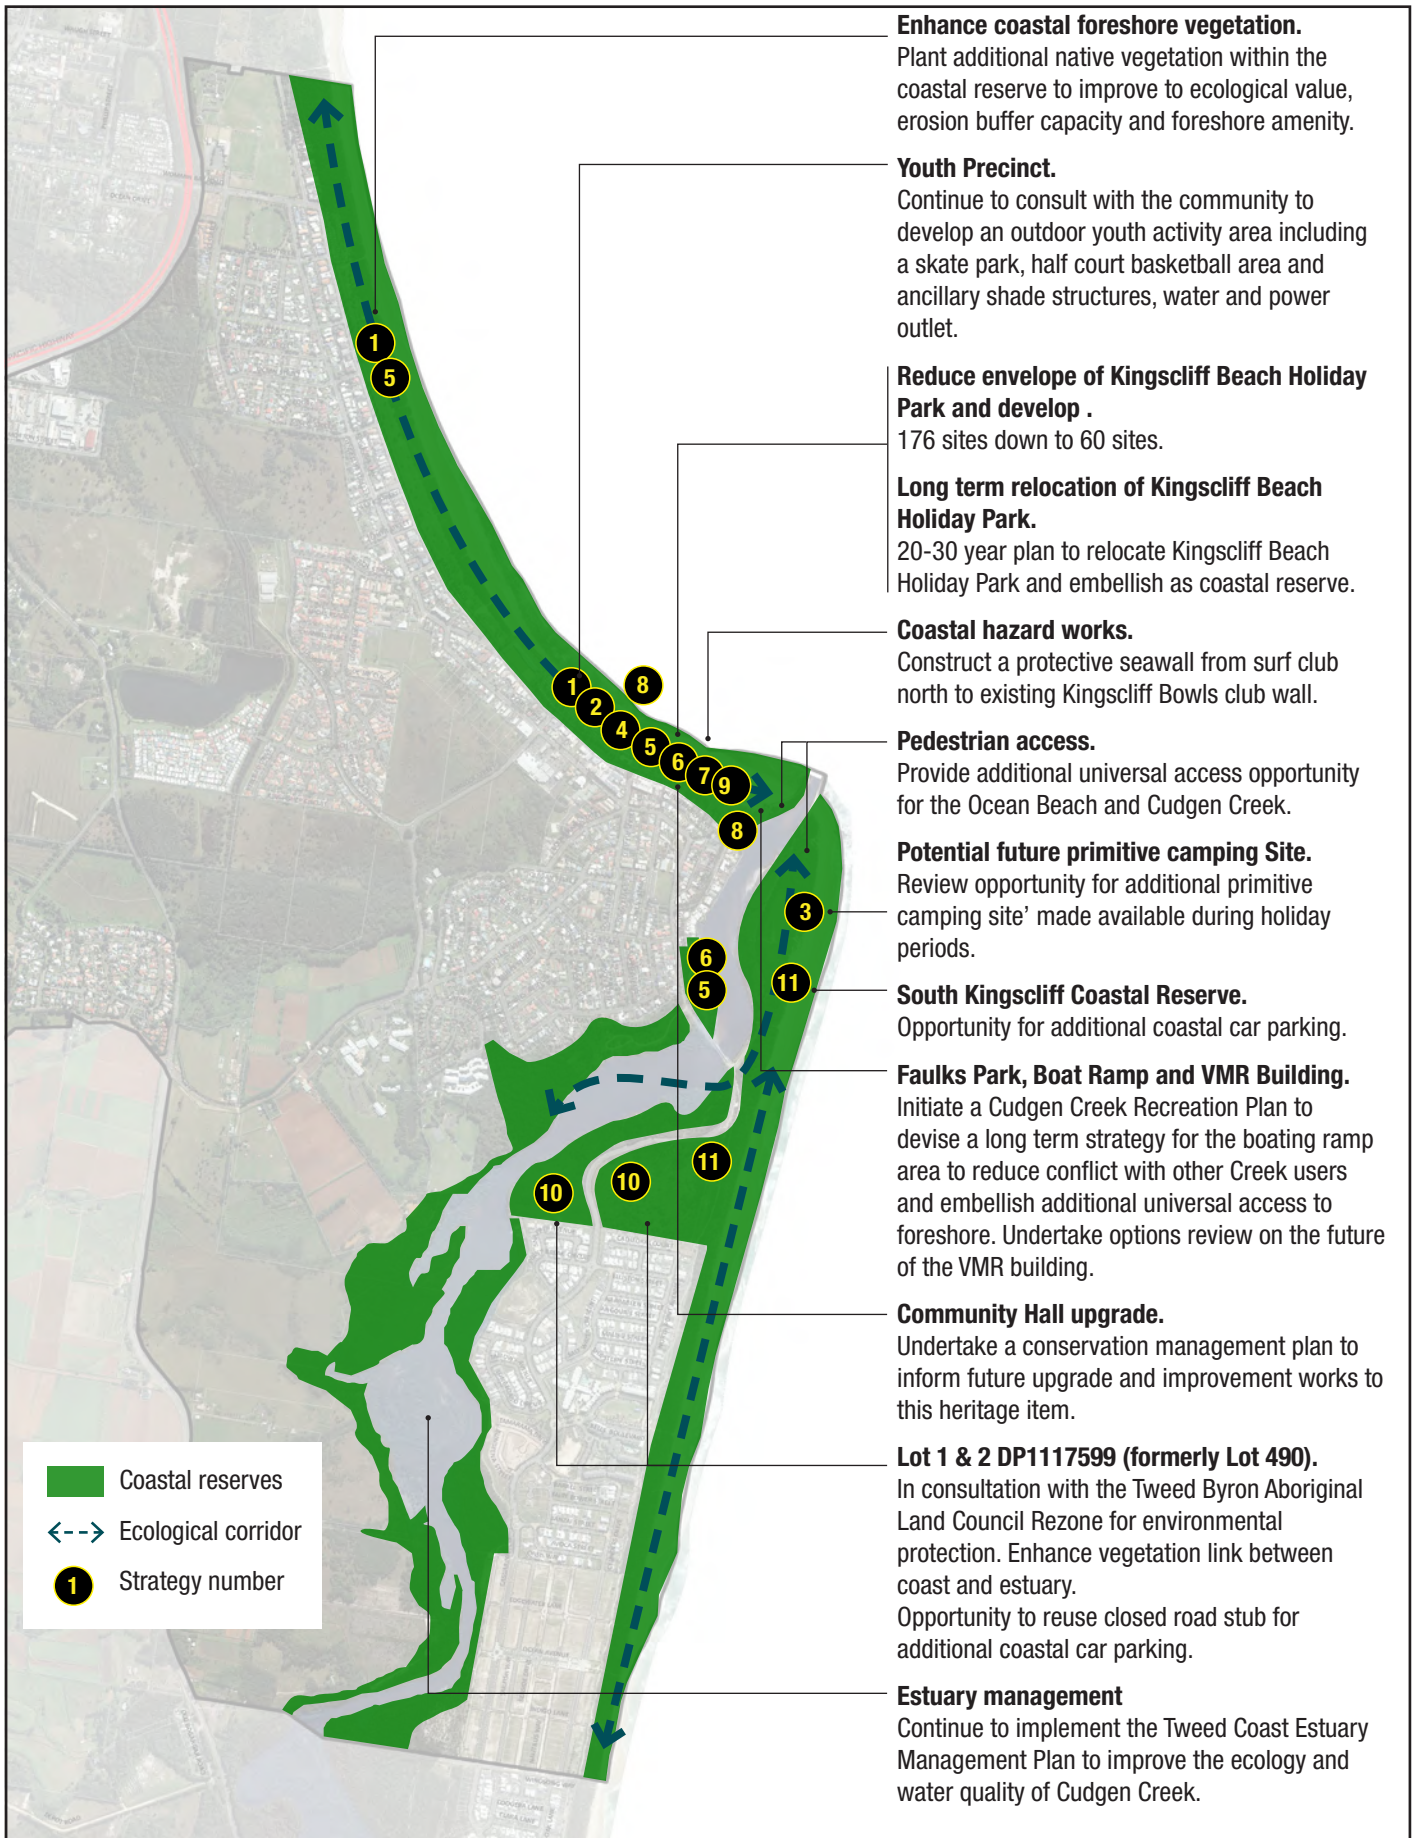 Enhance coastal foreshore vegetation.
Plant additional native vegetation within the
coastal reserve to improve to ecological value,
erosion buffer capacity and foreshore amenity.
Youth Precinct.
Continue to consult with the community to
develop an outdoor youth activity area including
a skate park, half court basketball area and
ancillary shade structures, water and power
outlet.
Reduce envelope of Kingscliff Beach Holiday
Park and develop .
176 sites down to 60 sites.
Long term relocation of Kingscliff Beach
Holiday Park.
20-30 year plan to relocate Kingscliff Beach
Holiday Park and embellish as coastal reserve.
Coastal hazard works.
Construct a protective seawall from surf club
north to existing Kingscliff Bowls club wall.
Pedestrian access.
Provide additional universal access opportunity
for the Ocean Beach and Cudgen Creek.
Potential future primitive camping Site.
Review opportunity for additional primitive
camping site’ made available during holiday
periods.
South Kingscliff Coastal Reserve.
Opportunity for additional coastal car parking.
Faulks Park, Boat Ramp and VMR Building.
Initiate a Cudgen Creek Recreation Plan to
devise a long term strategy for the boating ramp
area to reduce conflict with other Creek users
and embellish additional universal access to
foreshore. Undertake options review on the future
of the VMR building.
Community Hall upgrade.
Undertake a conservation management plan to
inform future upgrade and improvement works to
this heritage item.
Lot 1 & 2 DP1117599 (formerly Lot 490).
In consultation with the Tweed Byron Aboriginal
Land Council Rezone for environmental
protection. Enhance vegetation link between
coast and estuary.
Opportunity to reuse closed road stub for
additional coastal car parking.
Estuary management
Continue to implement the Tweed Coast Estuary
Management Plan to improve the ecology and
water quality of Cudgen Creek.
1
5
1
8
2
4
5
6
7
9
8
3
6
5
11
11
10
10
PACIFIC HIGHWAY
Coastal reserves
Ecological corridor
1 Strategy number